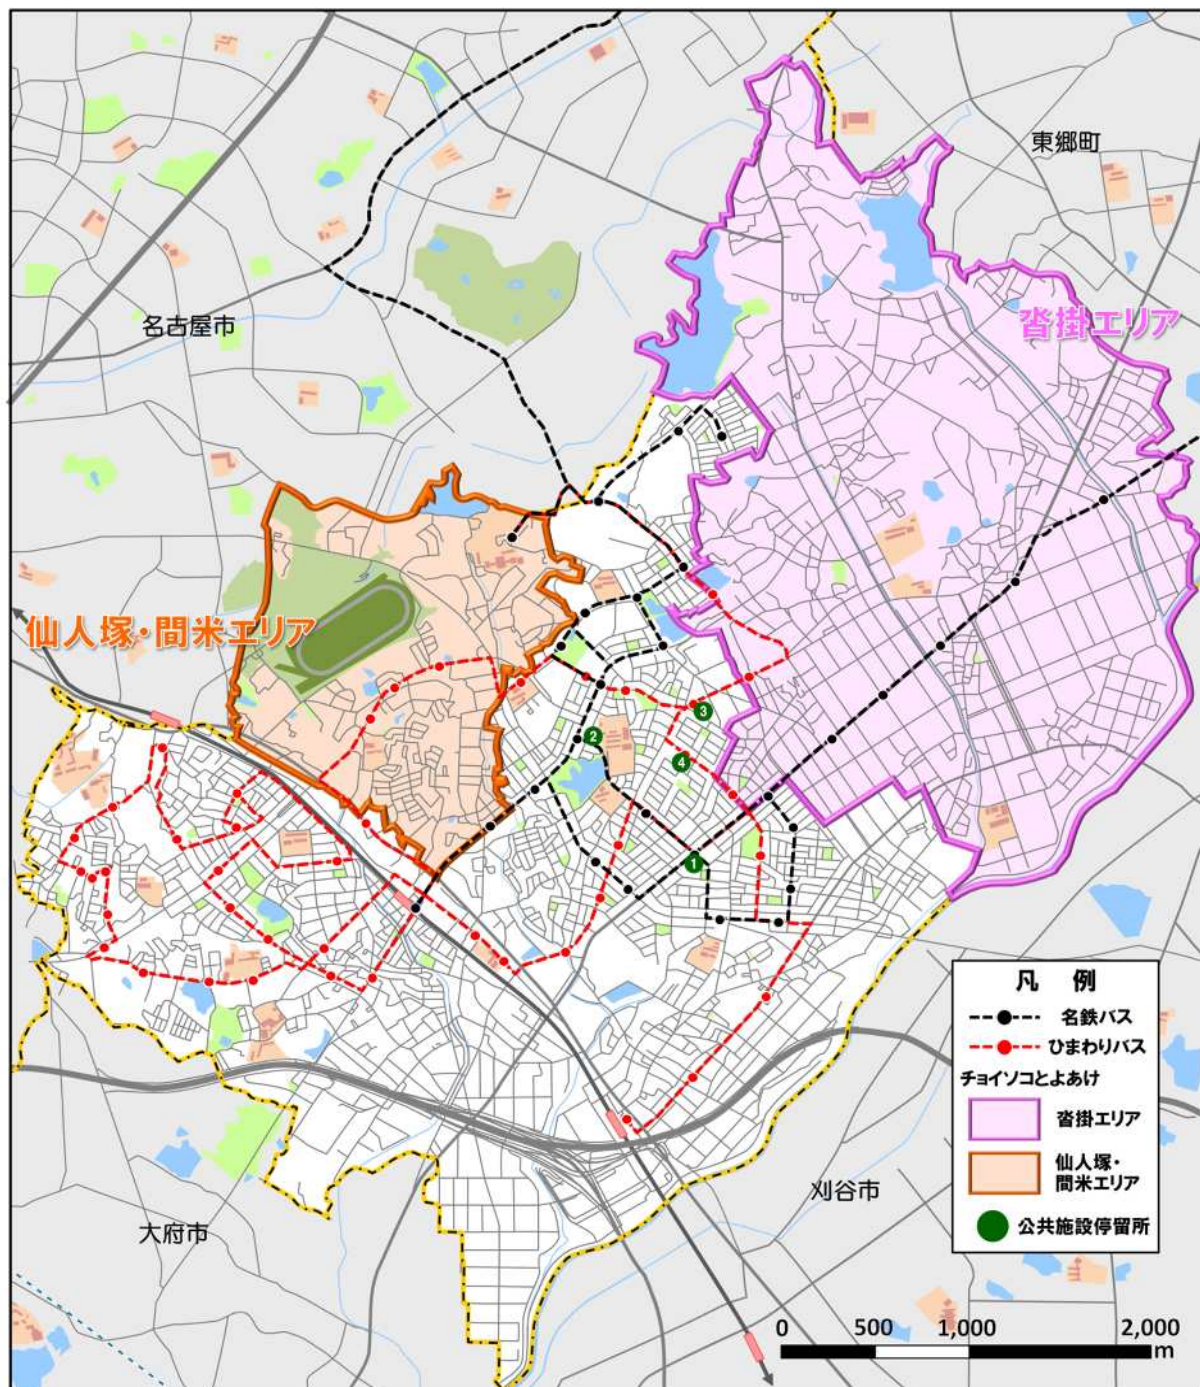 東郷町
名古屋市
沓掛エリア
仙人塚・間米エリア
3
2
4
1
凡 例
名鉄バス
ひまわりバス
チョイソコとよあけ
沓掛エリア
仙人塚・
間米エリア
公共施設停留所
刈谷市
大府市
0 500 1,000 2,000
m